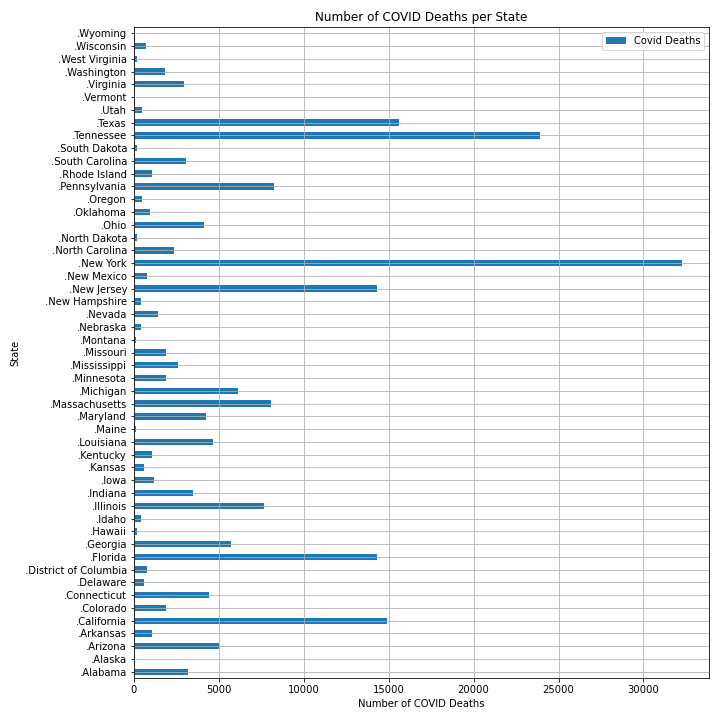 Number of COVID Deaths per State
Covid Deaths
.Wyoming
.Wisconsin
.West Virginia
.Washington
.Virginia
.Vermont
.Utah
.Texas
.Tennessee
.South Dakota
.South Carolina
.Rhode Island
.Pennsylvania
.Oregon
.Oklahoma
.Ohio
.North Dakota
.North Carolina
.New York
.New Mexico
.New Jersey
.New Hampshire
.Nevada
.Nebraska
.Montana
.Missouri
.Mississippi
.Minnesota
.Michigan
.Massachusetts
.Maryland
.Maine
.Louisiana
.Kentucky
.Kansas
.Iowa
.Indiana
.Illinois
.Idaho
.Hawaii
.Georgia
.Florida
.District of Columbia
.Delaware
.Connecticut
.Colorado
.California
.Arkansas
.Arizona
.Alaska
.Alabama
State
0 5000 10000 15000 20000 25000 30000
Number of COVID Deaths